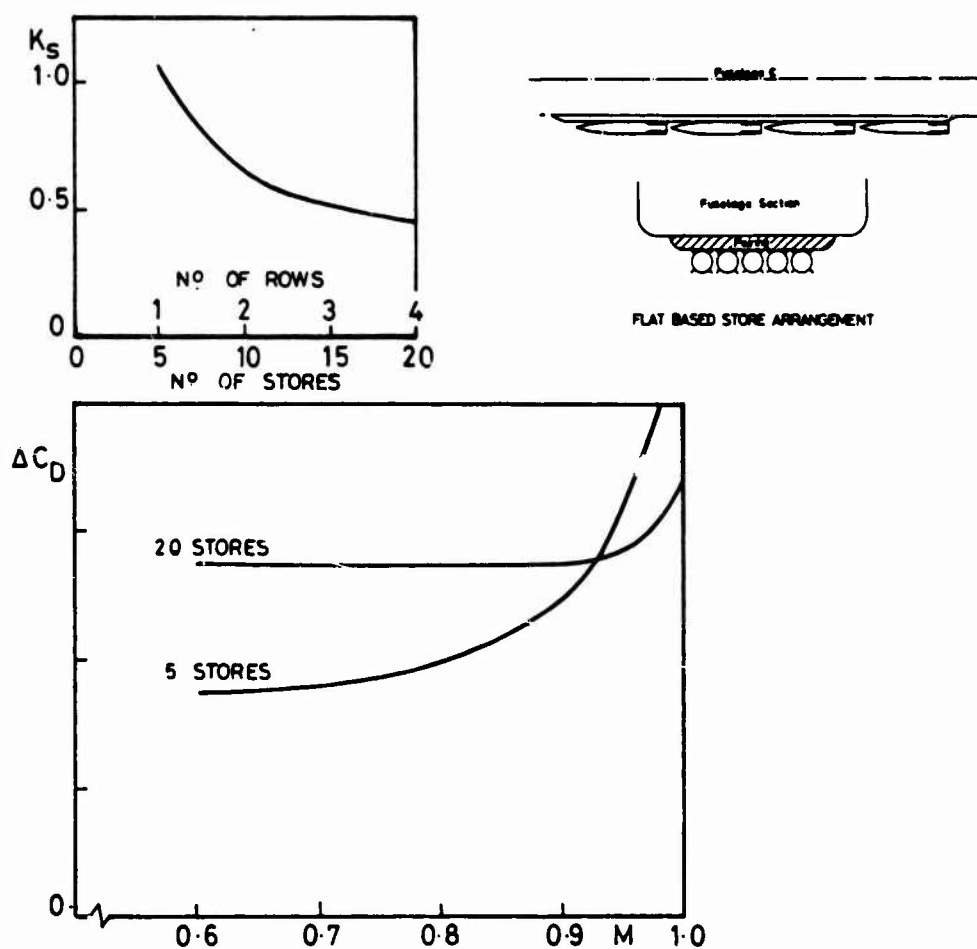 KS
1·0
0·5
0
Nº OF ROWS
1 2 3 4
0 5 10 15 20
Nº OF STORES
Fuselage Section
FLAT BASED STORE ARRANGEMENT
ΔCD
20 STORES
5 STORES
0
0·6 0·7 0·8 0·9 M 1·0